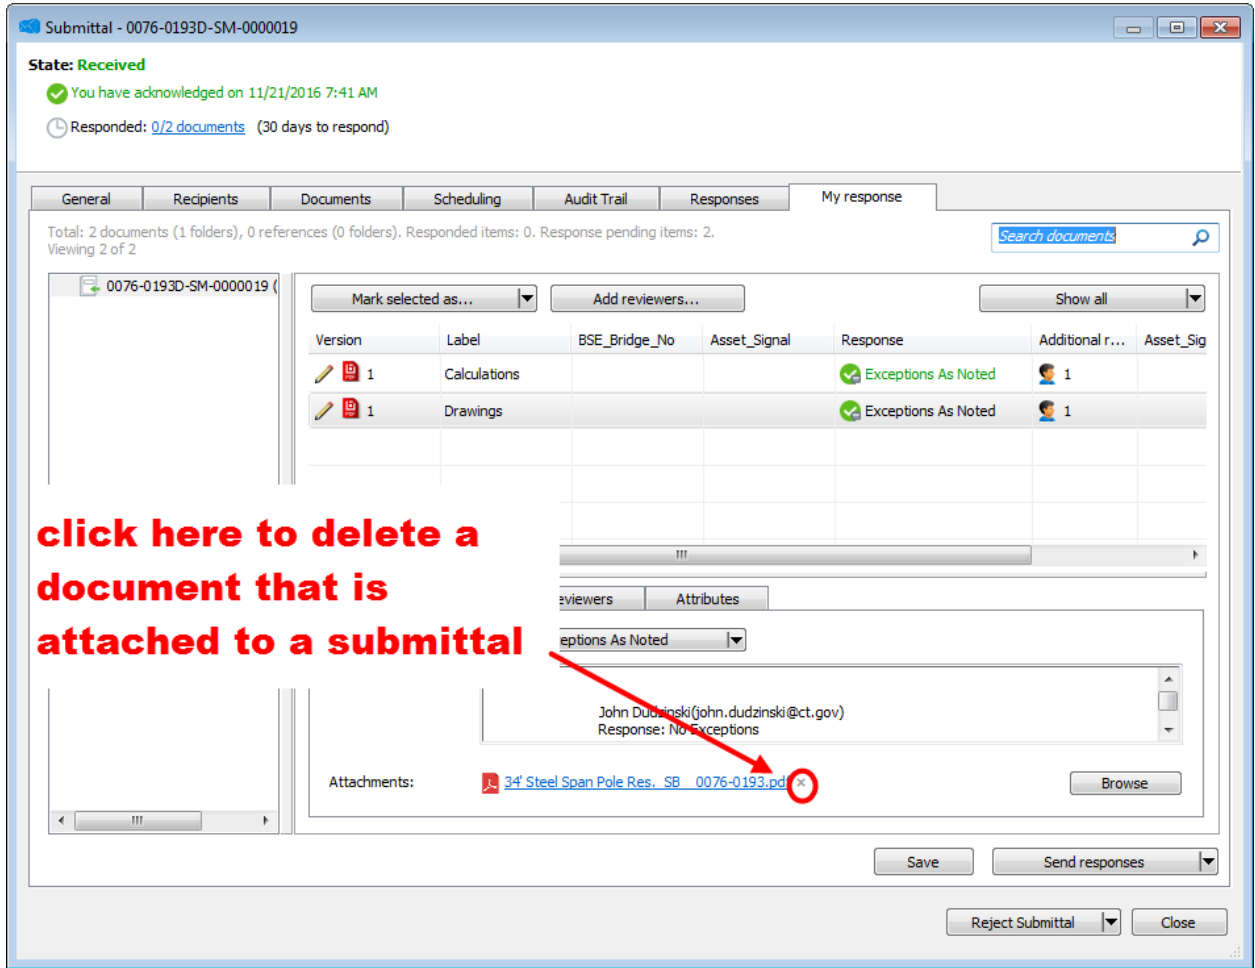 Submittal - 0076-0193D-SM-0000019
State: Received
You have acknowledged on 11/21/2016 7:41 AM
Responded: 0/2 documents (30 days to respond)
General Recipients Documents Scheduling Audit Trail Responses My response
Total: 2 documents (1 folders), 0 references (0 folders). Responded items: 0. Response pending items: 2.
Viewing 2 of 2
Search documents
0076-0193D-SM-0000019 (
Mark selected as... Add reviewers... Show all
Version Label BSE_Bridge_No Asset_Signal Response Additional r... Asset_Sig
1 Calculations Exceptions As Noted 1
1 Drawings Exceptions As Noted 1
click here to delete a
document that is
attached to a submittal
eviewers Attributes
eptions As Noted
John Dudzinski(john.dudzinski@ct.gov)
Response: No Exceptions
Attachments: 34' Steel Span Pole Res. SB 0076-0193.pdf Browse
Save Send responses
Reject Submittal Close